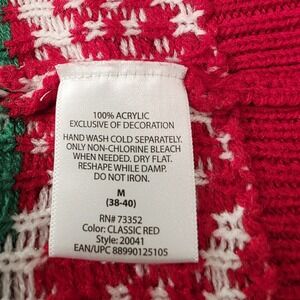 100% ACRYLIC
EXCLUSIVE OF DECORATION
HAND WASH COLD SEPARATELY.
ONLY NON-CHLORINE BLEACH
WHEN NEEDED. DRY FLAT.
RESHAPE WHILE DAMP.
DO NOT IRON.
M
(38-40)
RN# 73352
Color: CLASSIC RED
Style: 20041
EAN/UPC 889900125105